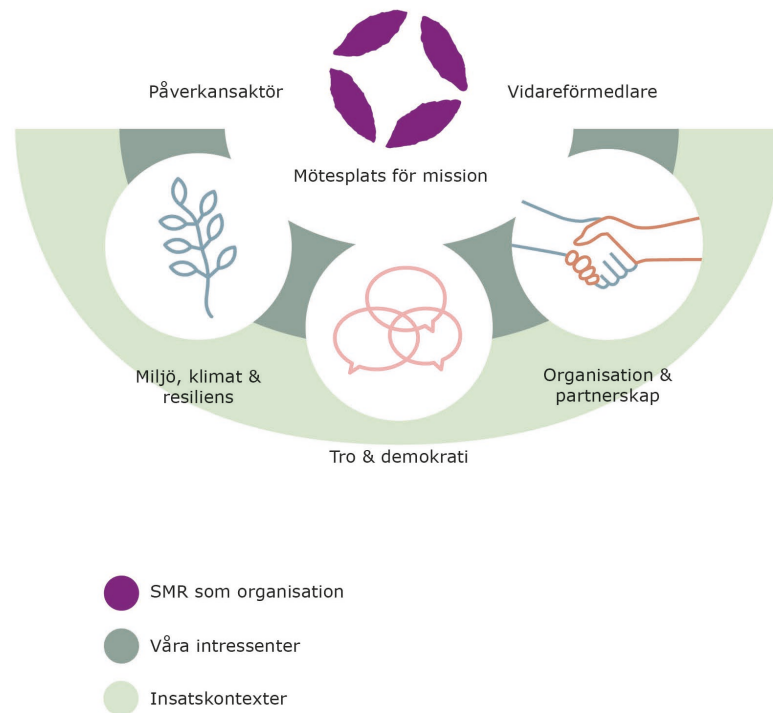 Påverkansaktör
Vidareförmedlare
Mötesplats för mission
Miljö, klimat &
resiliens
Organisation &
partnerskap
Tro & demokrati
SMR som organisation
Våra intressenter
Insatskontexter